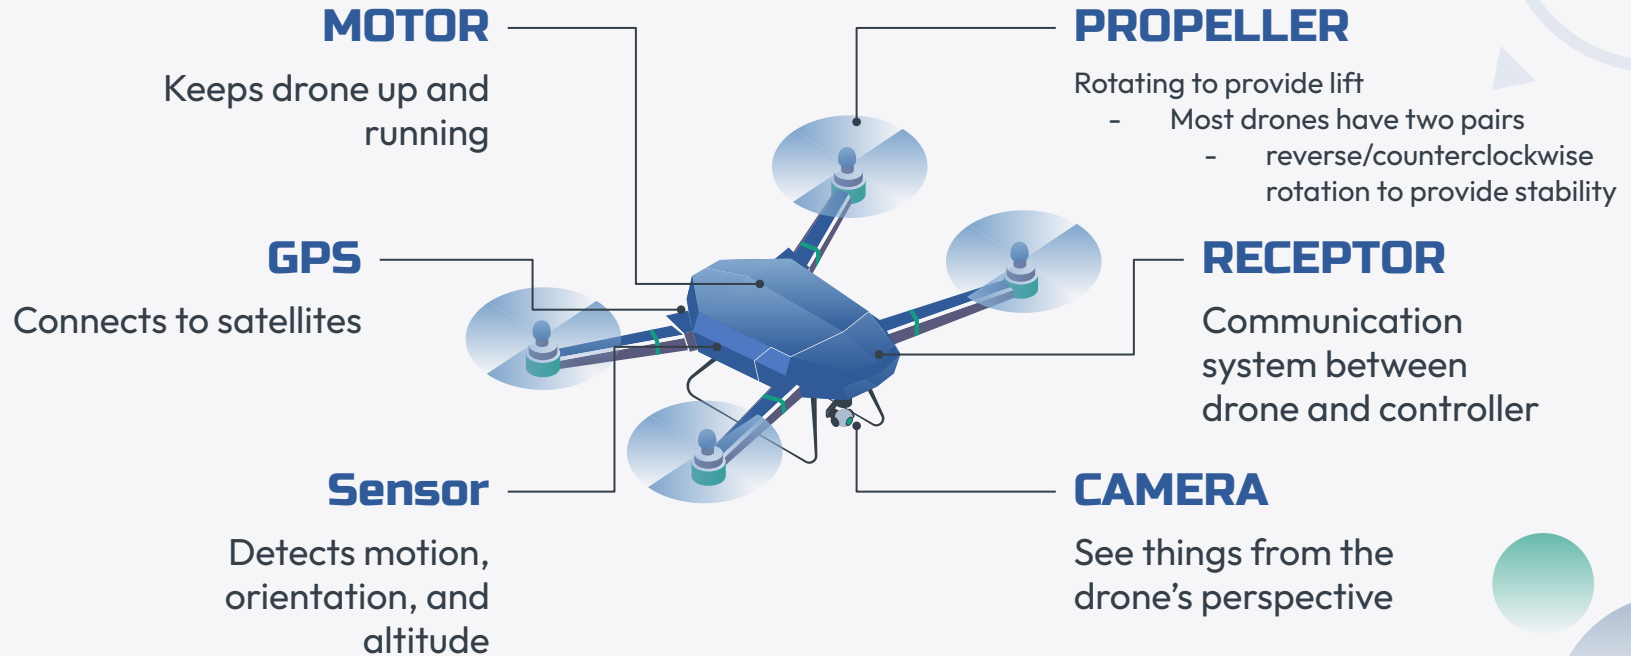 MOTOR
Keeps drone up and
running
GPS
Connects to satellites
Sensor
Detects motion,
orientation, and
altitude
PROPELLER
Rotating to provide lift
- Most drones have two pairs
- reverse/counterclockwise
rotation to provide stability
RECEPTOR
Communication
system between
drone and controller
CAMERA
See things from the
drone’s perspective